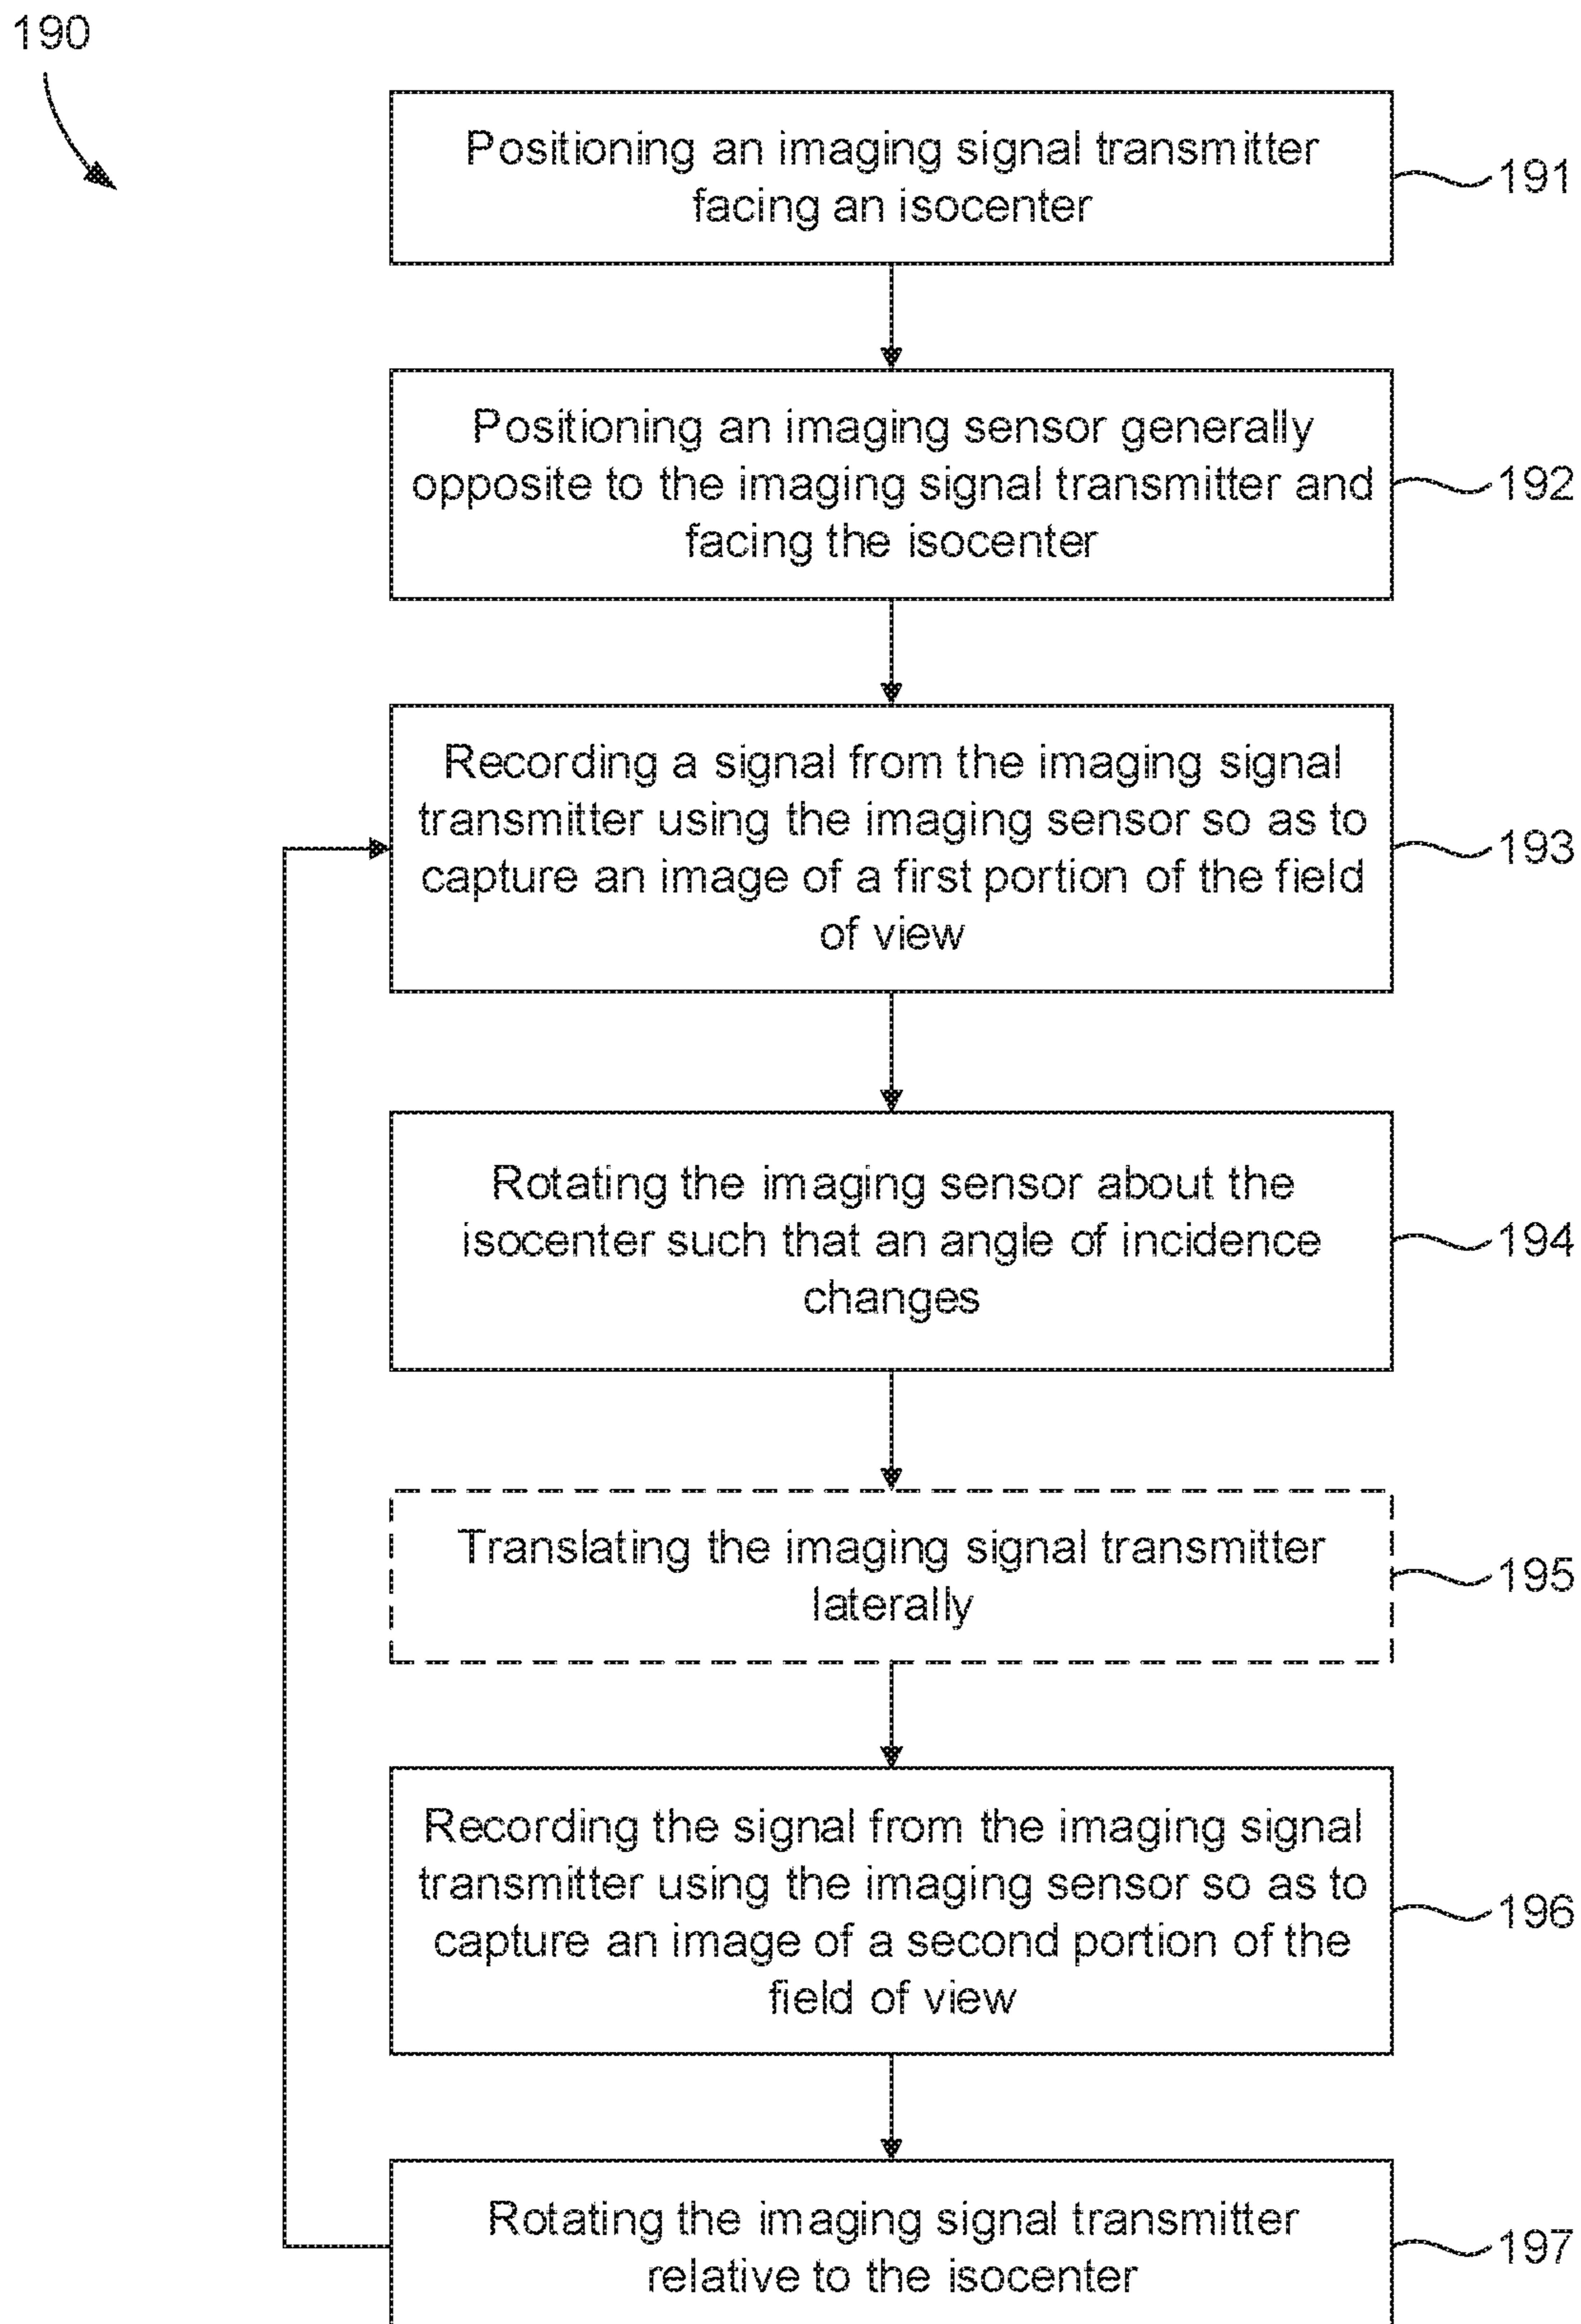 190
Positioning an imaging signal transmitter
facing an isocenter
191
Positioning an imaging sensor generally
opposite to the imaging signal transmitter and
facing the isocenter
192
Recording a signal from the imaging signal
transmitter using the imaging sensor so as to
capture an image of a first portion of the field
of view
193
Rotating the imaging sensor about the
isocenter such that an angle of incidence
changes
194
Translating the imaging signal transmitter
laterally
195
Recording the signal from the imaging signal
transmitter using the imaging sensor so as to
capture an image of a second portion of the
field of view
196
Rotating the imaging signal transmitter
relative to the isocenter
197